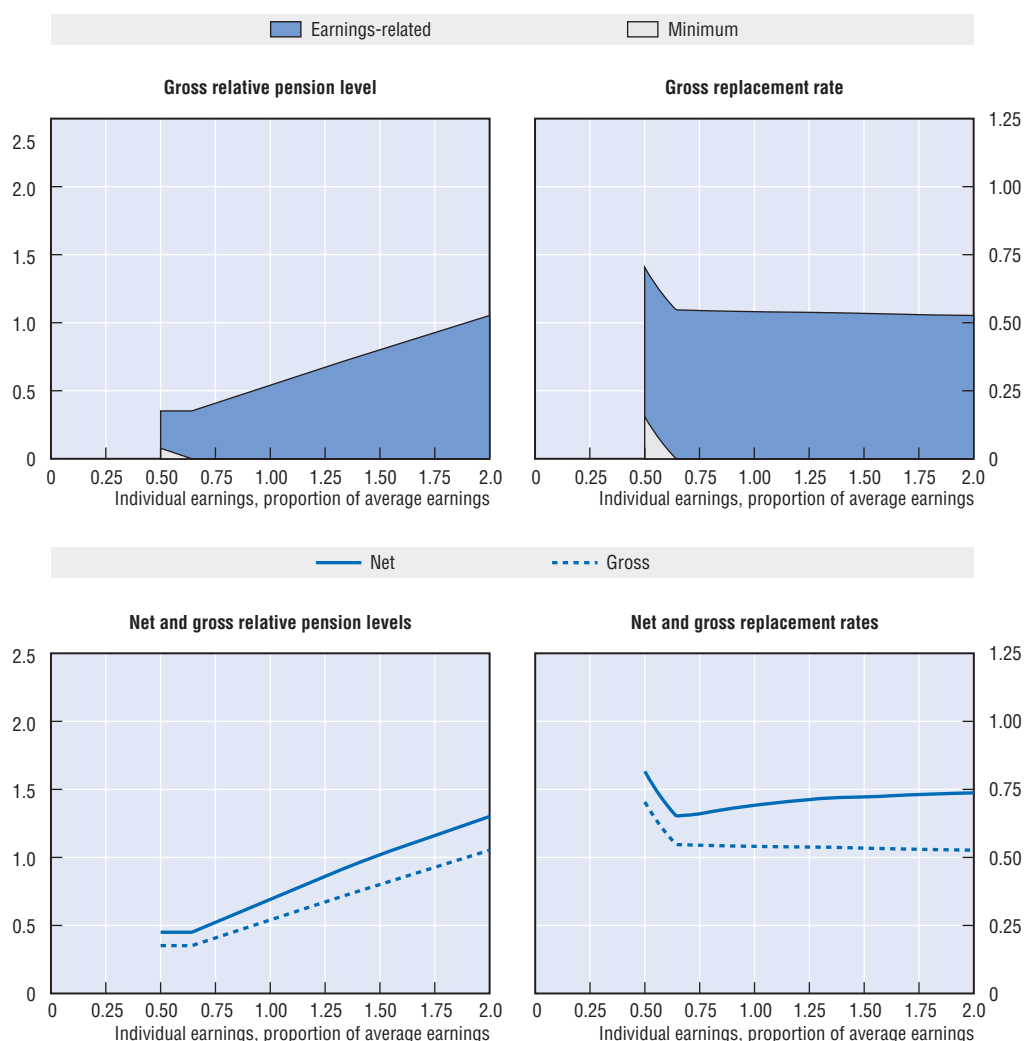 Earnings-related Minimum
Gross relative pension level
2.5
2.0
1.5
1.0
0.5
0
0 0.25 0.50 0.75 1.00 1.25 1.50 1.75 2.0
Individual earnings, proportion of average earnings
Gross replacement rate
1.25
1.00
0.75
0.50
0.25
0
0 0.25 0.50 0.75 1.00 1.25 1.50 1.75 2.0
Individual earnings, proportion of average earnings
Net Gross
Net and gross relative pension levels
2.5
2.0
1.5
1.0
0.5
0
0 0.25 0.50 0.75 1.00 1.25 1.50 1.75 2.0
Individual earnings, proportion of average earnings
Net and gross replacement rates
1.25
1.00
0.75
0.50
0.25
0
0 0.25 0.50 0.75 1.00 1.25 1.50 1.75 2.0
Individual earnings, proportion of average earnings